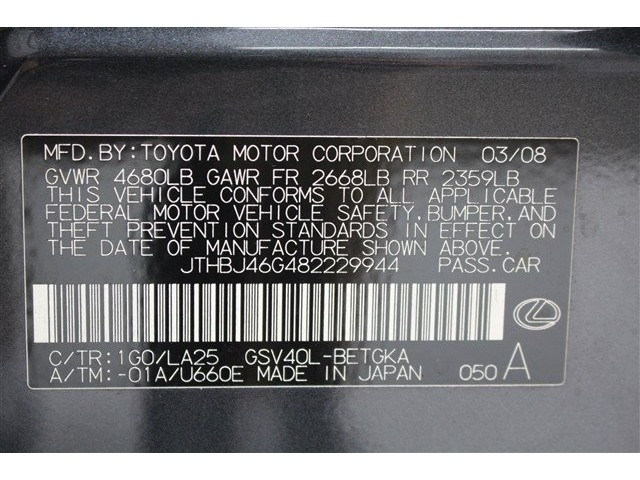 MFD.BY:TOYOTA MOTOR CORPORATION 03/08
GVWR 4680LB GAWR FR 2668LB RR 2359LB
THIS VEHICLE CONFORMS TO ALL APPLICABLE
FEDERAL MOTOR VEHICLE SAFETY,BUMPER,AND
THEFT PREVENTION STANDARDS IN EFFECT ON
THE DATE OF MANUFACTURE SHOWN ABOVE.
JTHBJ46G482229944 PASS.CAR
C/TR:1G0/LA25 GSV40L-BETGKA
A/TM:-01A/U660E MADE IN JAPAN 050 A